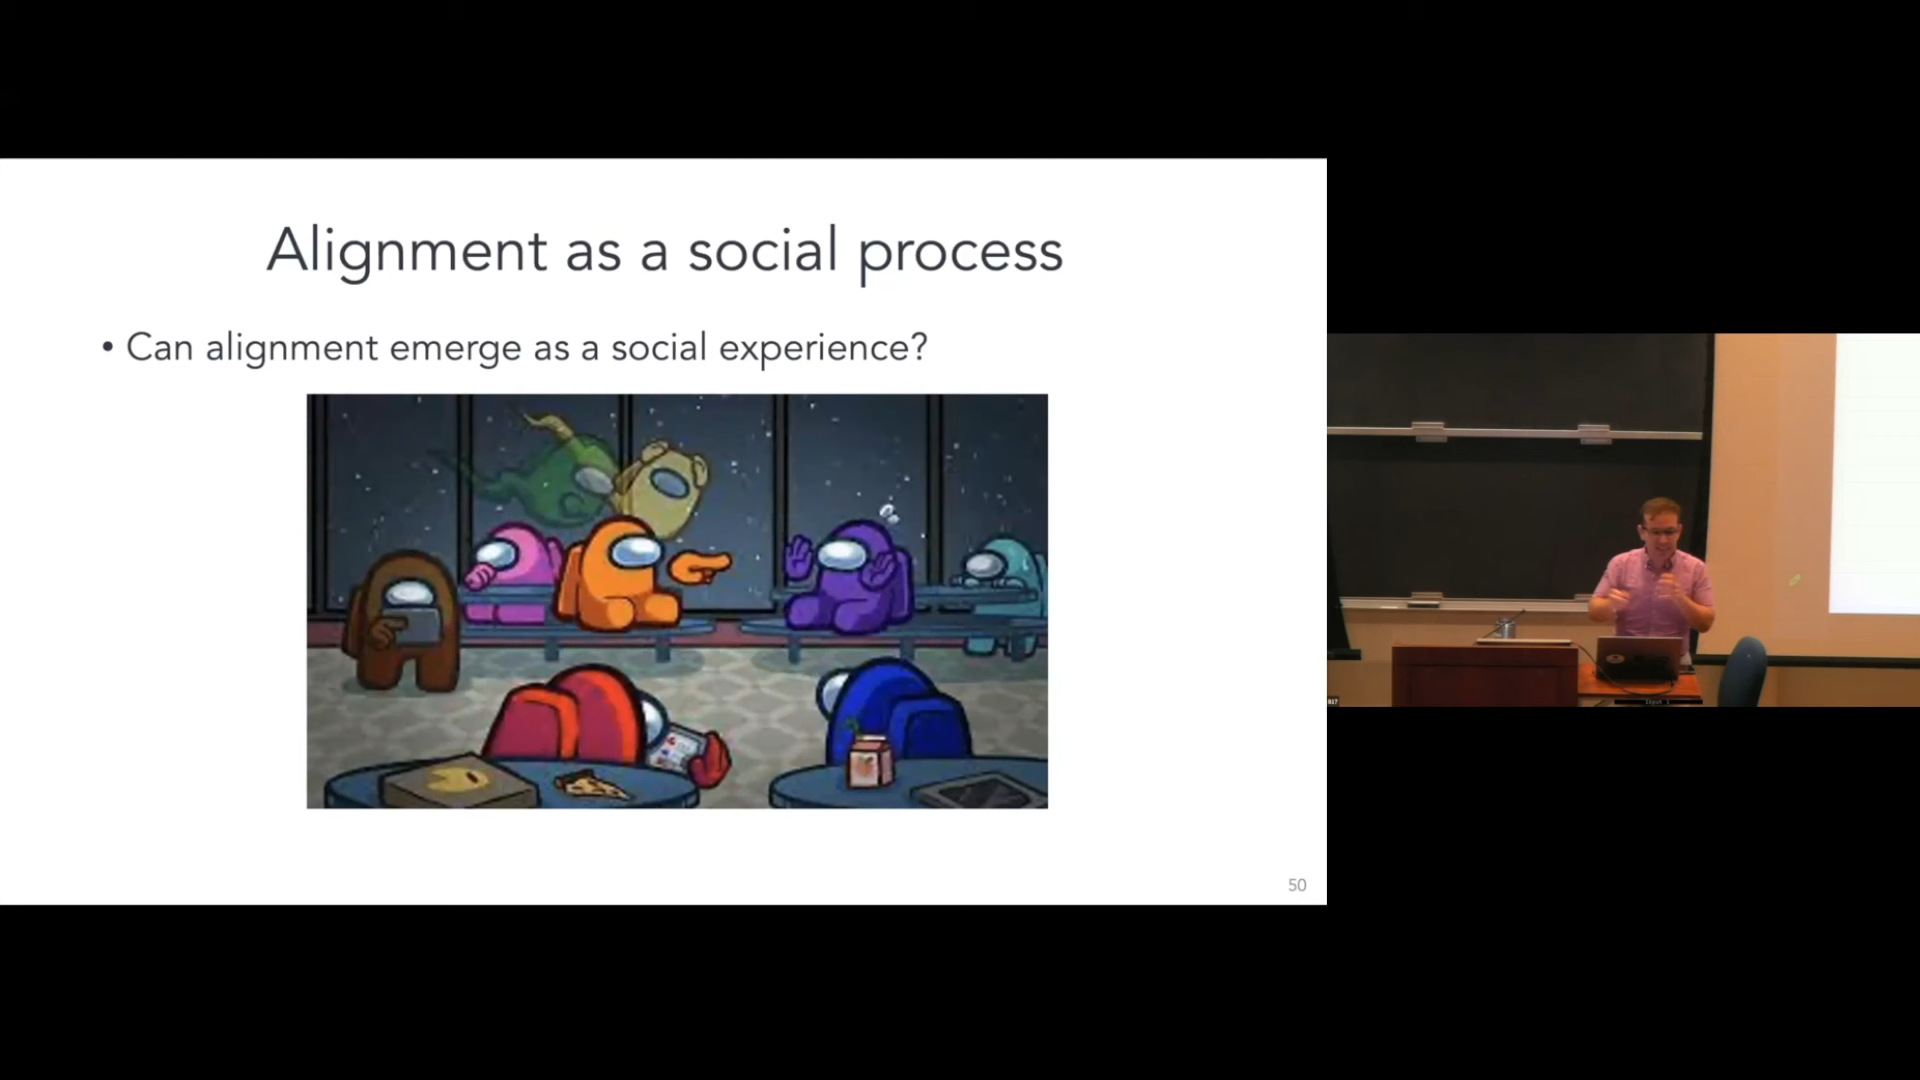 Alignment as a social process
• Can alignment emerge as a social experience?
50